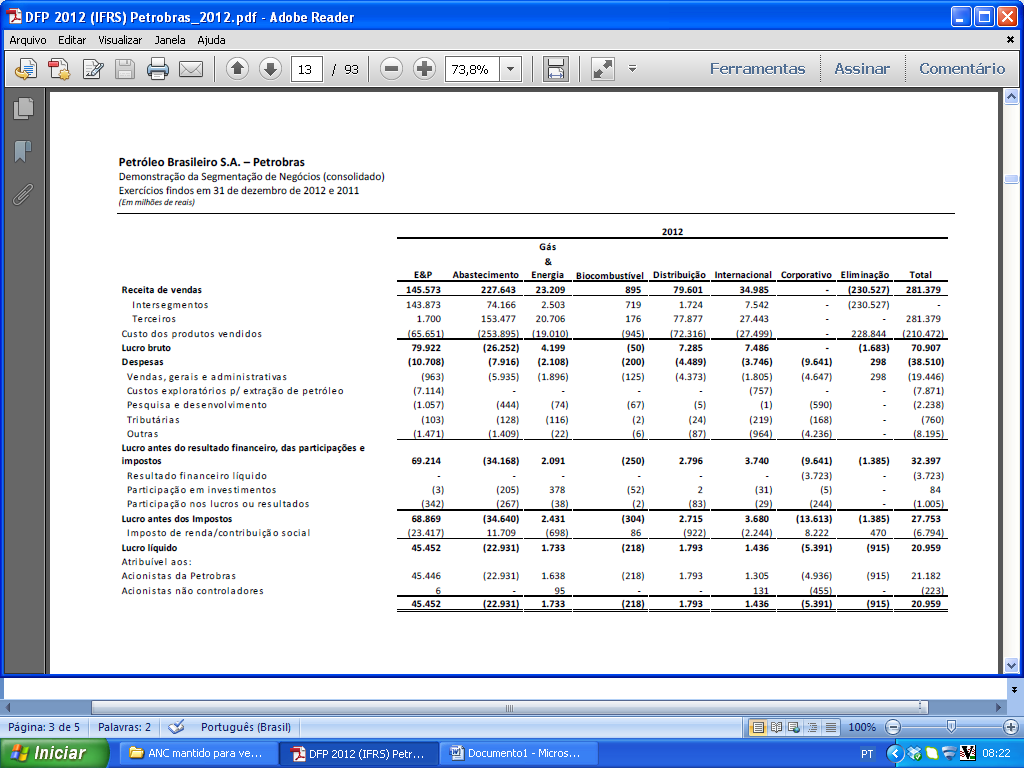 DFP 2012 (IFRS) Petrobras_2012.pdf - Adobe Reader
Arquivo Editar Visualizar Janela Ajuda
13 / 93 73,8% Ferramentas Assinar Comentário
Petróleo Brasileiro S.A. – Petrobras
Demonstração da Segmentação de Negócios (consolidado)
Exercícios findos em 31 de dezembro de 2012 e 2011
(Em milhões de reais)
2012
Gás
&
E&P Abastecimento Energia Biocombustível Distribuição Internacional Corporativo Eliminação Total
Receita de vendas 145.573 227.643 23.209 895 79.601 34.985 - (230.527) 281.379
Intersegmentos 143.873 74.166 2.503 719 1.724 7.542 - (230.527) -
Terceiros 1.700 153.477 20.706 176 77.877 27.443 - - 281.379
Custo dos produtos vendidos (65.651) (253.895) (19.010) (945) (72.316) (27.499) - 228.844 (210.472)
Lucro bruto 79.922 (26.252) 4.199 (50) 7.285 7.486 - (1.683) 70.907
Despesas (10.708) (7.916) (2.108) (200) (4.489) (3.746) (9.641) 298 (38.510)
Vendas, gerais e administrativas (963) (5.935) (1.896) (125) (4.373) (1.805) (4.647) 298 (19.446)
Custos exploratórios p/ extração de petróleo (7.114) - - - - (757) - - (7.871)
Pesquisa e desenvolvimento (1.057) (444) (74) (67) (5) (1) (590) - (2.238)
Tributárias (103) (128) (116) (2) (24) (219) (168) - (760)
Outras (1.471) (1.409) (22) (6) (87) (964) (4.236) - (8.195)
Lucro antes do resultado financeiro, das participações e
impostos 69.214 (34.168) 2.091 (250) 2.796 3.740 (9.641) (1.385) 32.397
Resultado financeiro líquido - - - - - - (3.723) - (3.723)
Participação em investimentos (3) (205) 378 (52) 2 (31) (5) - 84
Participação nos lucros ou resultados (342) (267) (38) (2) (83) (29) (244) - (1.005)
Lucro antes dos Impostos 68.869 (34.640) 2.431 (304) 2.715 3.680 (13.613) (1.385) 27.753
Imposto de renda/contribuição social (23.417) 11.709 (698) 86 (922) (2.244) 8.222 470 (6.794)
Lucro líquido 45.452 (22.931) 1.733 (218) 1.793 1.436 (5.391) (915) 20.959
Atribuível aos:
Acionistas da Petrobras 45.446 (22.931) 1.638 (218) 1.793 1.305 (4.936) (915) 21.182
Acionistas não controladores 6 - 95 - - 131 (455) - (223)
45.452 (22.931) 1.733 (218) 1.793 1.436 (5.391) (915) 20.959
Página: 3 de 5 Palavras: 2 Português (Brasil) 100%
Iniciar ANC mantido para ve... DFP 2012 (IFRS) Petr... Documento1 - Micros... PT 08:22